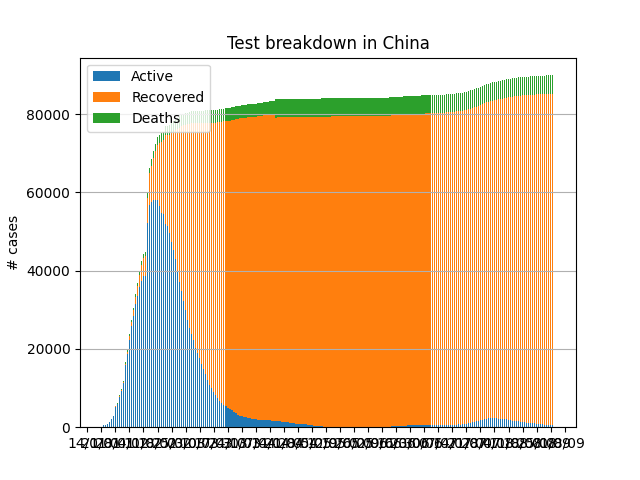 Test breakdown in China
Active
Recovered
Deaths
80000
60000
40000
20000
0
# cases